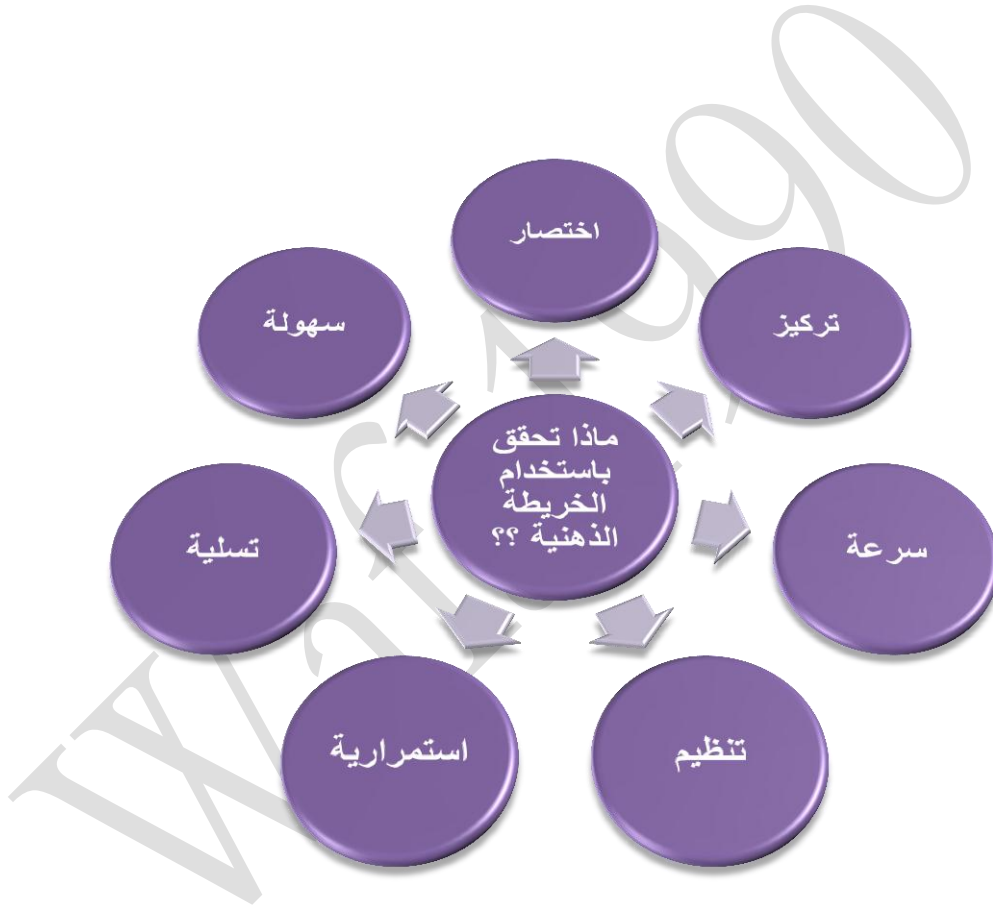 اختصار
تركيز
سرعة
تنظيم
استمرارية
تسلية
سهولة
ماذا تحقق
باستخدام
الخريطة
الذهنية ؟؟